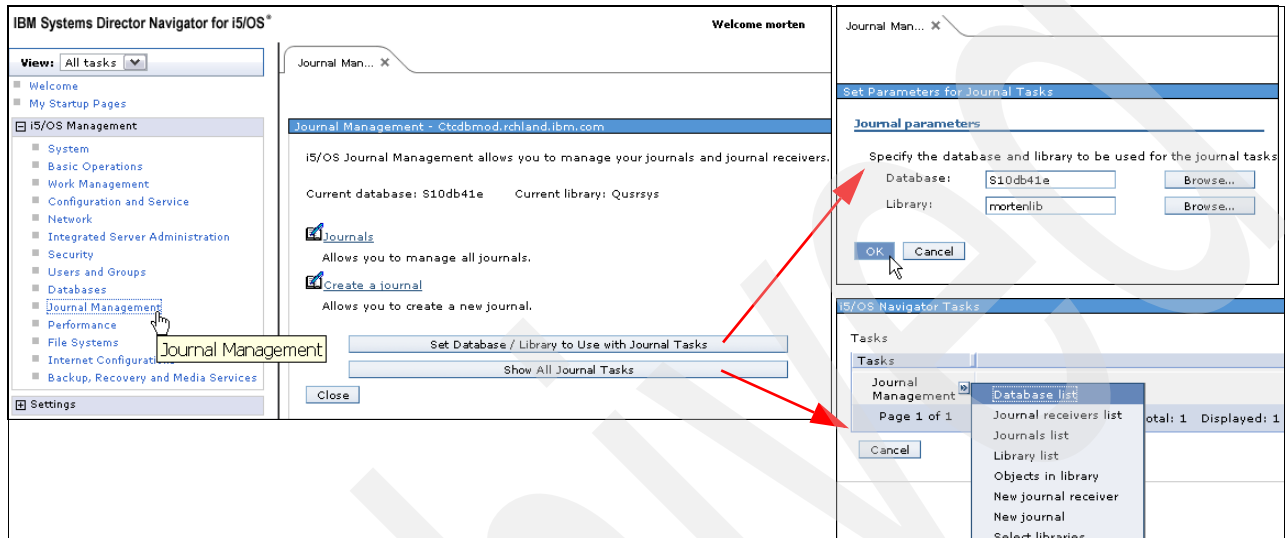 IBM Systems Director Navigator for i5/OS®
Welcome morten
View: All tasks
Welcome
My Startup Pages
i5/OS Management
System
Basic Operations
Work Management
Configuration and Service
Network
Integrated Server Administration
Security
Users and Groups
Databases
Journal Management
Performance
File Systems
Internet Configurati
Backup, Recovery and Media Services
Settings
Journal Management
Journal Man... X
Journal Management - Ctcdbmod.rchland.ibm.com
i5/OS Journal Management allows you to manage your journals and journal receivers.
Current database: S10db41e Current library: Qusrsys
Journals
Allows you to manage all journals.
Create a journal
Allows you to create a new journal.
Set Database / Library to Use with Journal Tasks
Show All Journal Tasks
Close
Journal Man... X
Set Parameters for Journal Tasks
Journal parameters
Specify the database and library to be used for the journal tasks
Database: S10db41e Browse...
Library: mortenlib Browse...
OK Cancel
i5/OS Navigator Tasks
Tasks
Tasks
Journal
Management
Page 1 of 1
otal: 1 Displayed: 1
Cancel
Database list
Journal receivers list
Journals list
Library list
Objects in library
New journal receiver
New journal
Select libraries